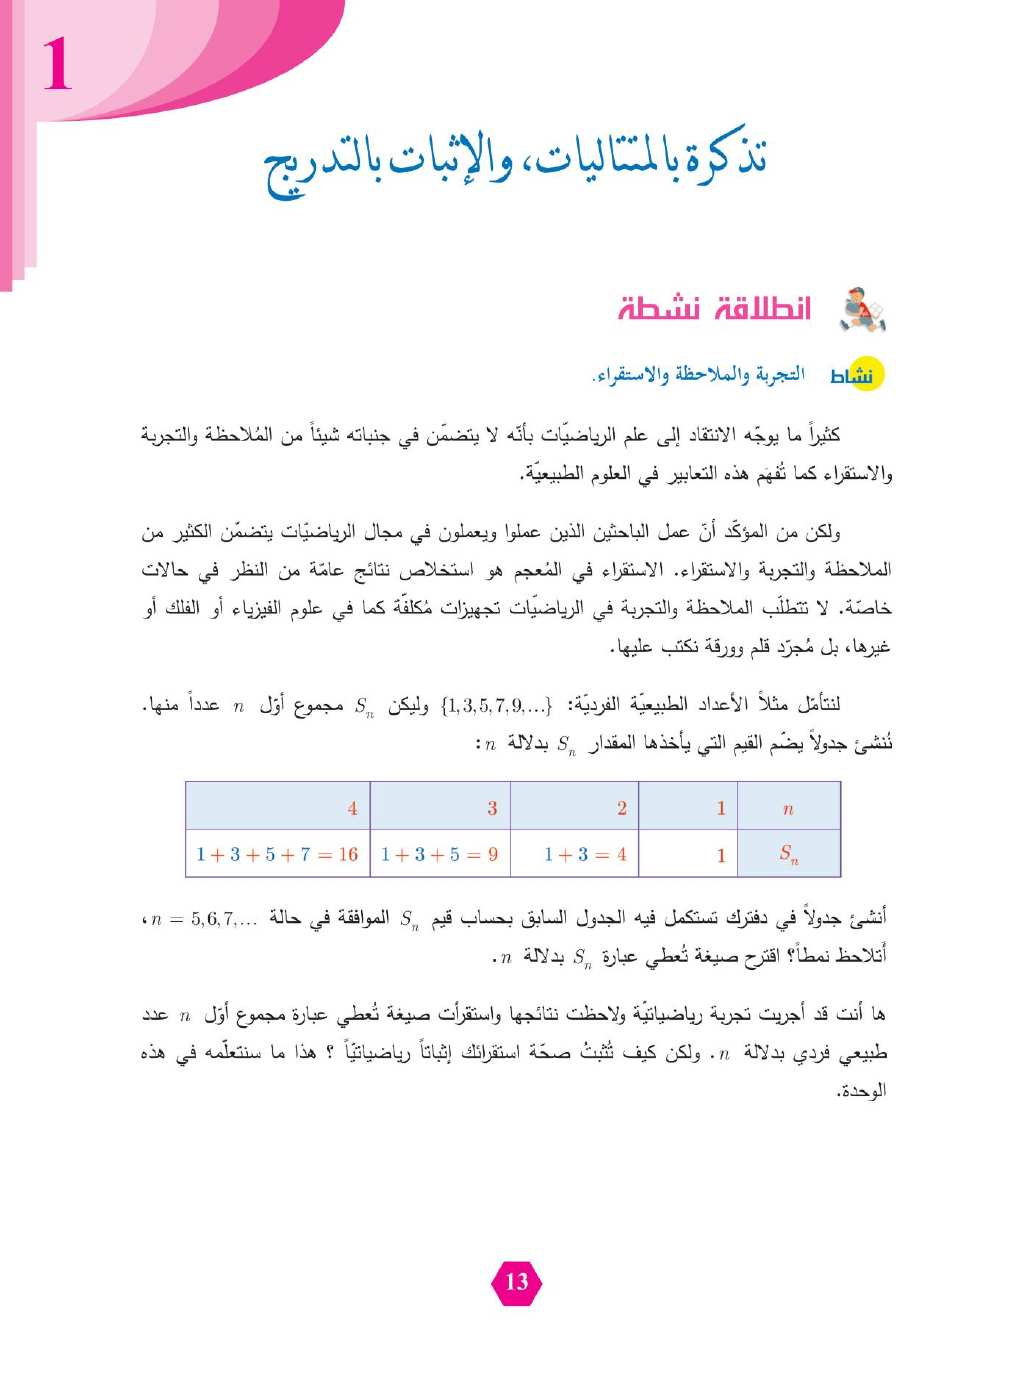 1
تذكرة بالمتتاليات، والإثبات بالتدريج
انطلاقة نشطة
نشاط التجربة والملاحظة والاستقراء.
كثيراً ما يوجّه الانتقاد إلى علم الرياضيّات بأنّه لا يتضمّن في جنباته شيئاً من المُلاحظة والتجربة
والاستقراء كما تُفهَم هذه التعابير في العلوم الطبيعيّة.
ولكن من المؤكّد أنّ عمل الباحثين الذين عملوا ويعملون في مجال الرياضيّات يتضمّن الكثير من
الملاحظة والتجربة والاستقراء. الاستقراء في المُعجم هو استخلاص نتائج عامّة من النظر في حالات
خاصّة. لا تتطلّب الملاحظة والتجربة في الرياضيّات تجهيزات مُكلفّة كما في علوم الفيزياء أو الفلك أو
غيرها، بل مُجرّد قلم وورقة نكتب عليها.
لنتأمّل مثلاً الأعداد الطبيعيّة الفرديّة: {1,3,5,7,9,...} وليكن S_n مجموع أوّل n عدداً منها.
نُنشئ جدولاً يضّم القيم التي يأخذها المقدار S_n بدلالة n:
n 1 2 3 4
S_n 1 1 + 3 = 4 1 + 3 + 5 = 9 1 + 3 + 5 + 7 = 16
أنشئ جدولاً في دفترك تستكمل فيه الجدول السابق بحساب قيم S_n الموافقة في حالة n = 5,6,7,...،
أتلاحظ نمطاً؟ اقترح صيغة تُعطي عبارة S_n بدلالة n.
ها أنت قد أجريت تجربة رياضياتيّة ولاحظت نتائجها واستقرأت صيغة تُعطي عبارة مجموع أوّل n عدد
طبيعي فردي بدلالة n. ولكن كيف تُثبتُ صحّة استقرائك إثباتاً رياضياتيّاً ؟ هذا ما سنتعلّمه في هذه
الوحدة.
13